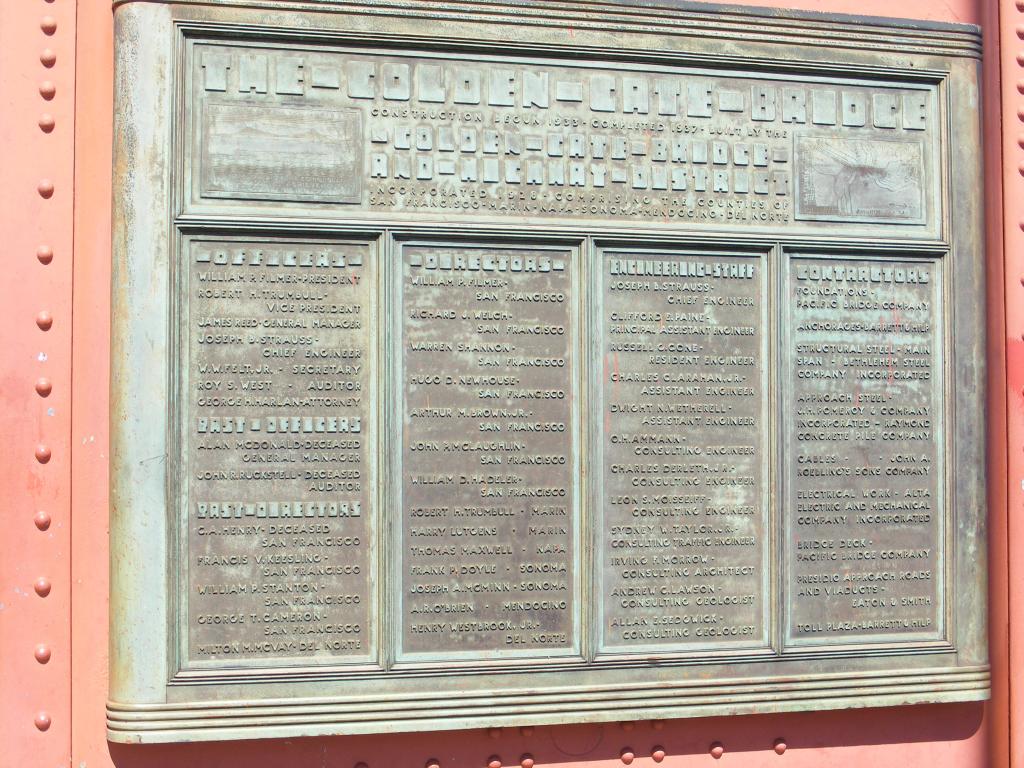 THE-GOLDEN-GATE-BRIDGE
CONSTRUCTION BEGUN 1933·COMPLETED 1937·BUILT BY THE
-GOLDEN-GATE-BRIDGE-
AND-HIGHWAY-DISTRICT
INCORPORATED 1928·COMPRISING THE COUNTIES OF
SAN FRANCISCO·MARIN·NAPA·SONOMA·MENDOCINO·DEL NORTE
-OFFICERS-
WILLIAM P. FILMER·PRESIDENT
ROBERT H. TRUMBULL·
VICE PRESIDENT
JAMES REED·GENERAL MANAGER
JOSEPH B. STRAUSS·
CHIEF ENGINEER
W.W. FELT, JR. · SECRETARY
ROY S. WEST · AUDITOR
GEORGE H. HARLAN·ATTORNEY
PAST-OFFICERS
ALAN MCDONALD·DECEASED
GENERAL MANAGER
JOHN R. RUCKSTELL·DECEASED
AUDITOR
PAST-DIRECTORS
C.A. HENRY·DECEASED
SAN FRANCISCO
FRANCIS V. KEESLING·
SAN FRANCISCO
WILLIAM P. STANTON·
SAN FRANCISCO
GEORGE T. CAMERON·
SAN FRANCISCO
MILTON M. MCVAY·DEL NORTE
-DIRECTORS-
WILLIAM P. FILMER·
SAN FRANCISCO
RICHARD J. WELCH·
SAN FRANCISCO
WARREN SHANNON·
SAN FRANCISCO
HUGO D. NEWHOUSE·
SAN FRANCISCO
ARTHUR M. BROWN, JR.·
SAN FRANCISCO
JOHN P. MCLAUGHLIN·
SAN FRANCISCO
WILLIAM D. HADELER·
SAN FRANCISCO
ROBERT H. TRUMBULL · MARIN
HARRY LUTGENS MARIN
THOMAS MAXWELL · NAPA
FRANK P. DOYLE · SONOMA
JOSEPH A. MCMINN·SONOMA
A.R. O'BRIEN · MENDOCINO
HENRY WESTBROOK, JR.·
DEL NORTE
ENGINEERING-STAFF
JOSEPH B. STRAUSS·
CHIEF ENGINEER
CLIFFORD E. PAINE·
PRINCIPAL ASSISTANT ENGINEER
RUSSELL G. CONE·
RESIDENT ENGINEER
CHARLES CLARAHAN, JR.·
ASSISTANT ENGINEER
DWIGHT N. WETHERELL·
ASSISTANT ENGINEER
O.H. AMMANN·
CONSULTING ENGINEER
CHARLES DERLETH, JR.·
CONSULTING ENGINEER
LEON S. MOISSEIFF·
CONSULTING ENGINEER
SYDNEY W. TAYLOR, JR.·
CONSULTING TRAFFIC ENGINEER
IRVING F. MORROW·
CONSULTING ARCHITECT
ANDREW C. LAWSON·
CONSULTING GEOLOGIST
ALLAN E. SEDGWICK·
CONSULTING GEOLOGIST
CONTRACTORS
FOUNDATIONS·
PACIFIC BRIDGE COMPANY
ANCHORAGES·BARRETT & HILP
STRUCTURAL STEEL·MAIN
SPAN · BETHLEHEM STEEL
COMPANY INCORPORATED
APPROACH STEEL·
J.H. POMEROY & COMPANY
INCORPORATED · RAYMOND
CONCRETE PILE COMPANY
CABLES · JOHN A.
ROEBLING'S SONS COMPANY
ELECTRICAL WORK · ALTA
ELECTRIC AND MECHANICAL
COMPANY INCORPORATED
BRIDGE DECK·
PACIFIC BRIDGE COMPANY
PRESIDIO APPROACH ROADS
AND VIADUCTS·
EATON & SMITH
TOLL PLAZA·BARRETT & HILP